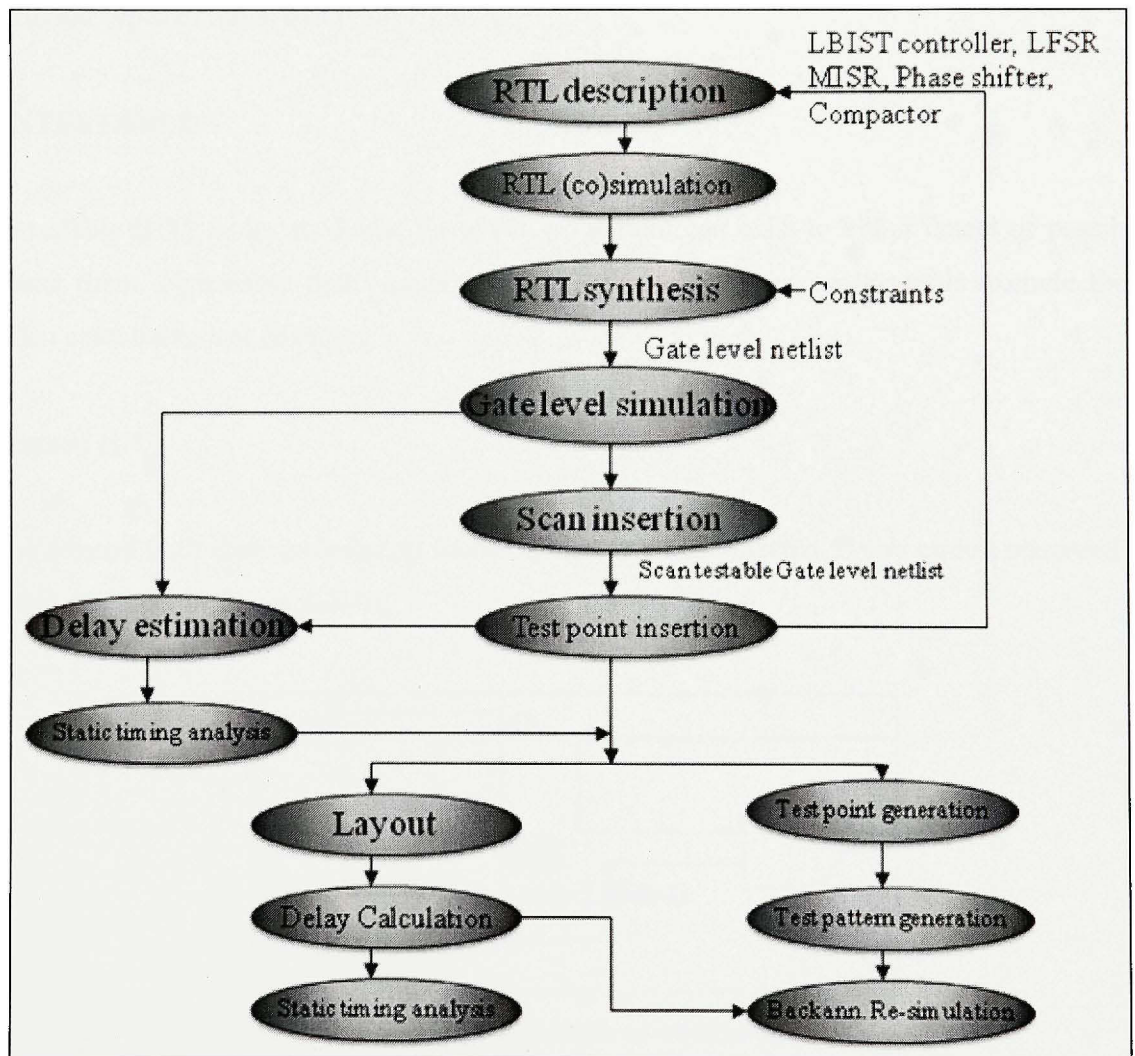 LBIST controller, LFSR
MISR, Phase shifter,
Compactor
RTL description
RTL (co)simulation
RTL synthesis
Constraints
Gate level netlist
Gate level simulation
Scan insertion
Scan testable Gate level netlist
Delay estimation
Test point insertion
Static timing analysis
Layout
Test point generation
Delay Calculation
Test pattern generation
Static timing analysis
Backann. Re-simulation